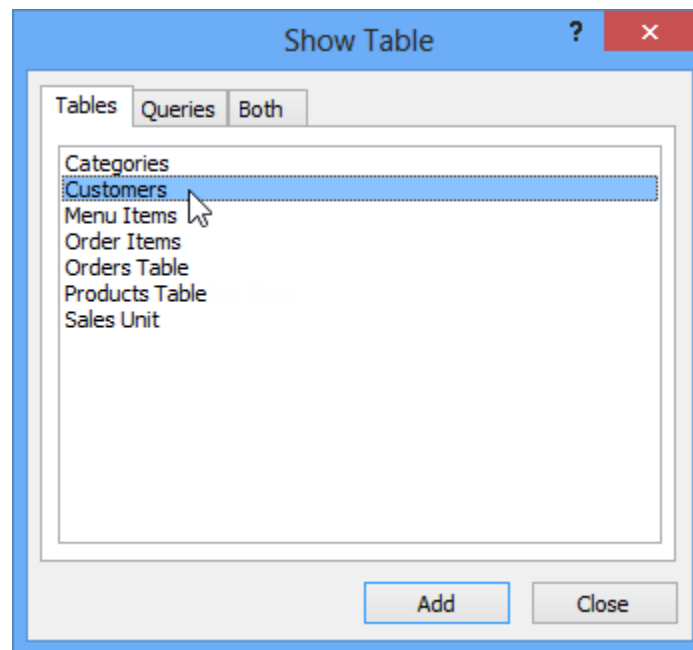 Show Table
?
Tables Queries Both
Categories
Customers
Menu Items
Order Items
Orders Table
Products Table
Sales Unit
Add Close